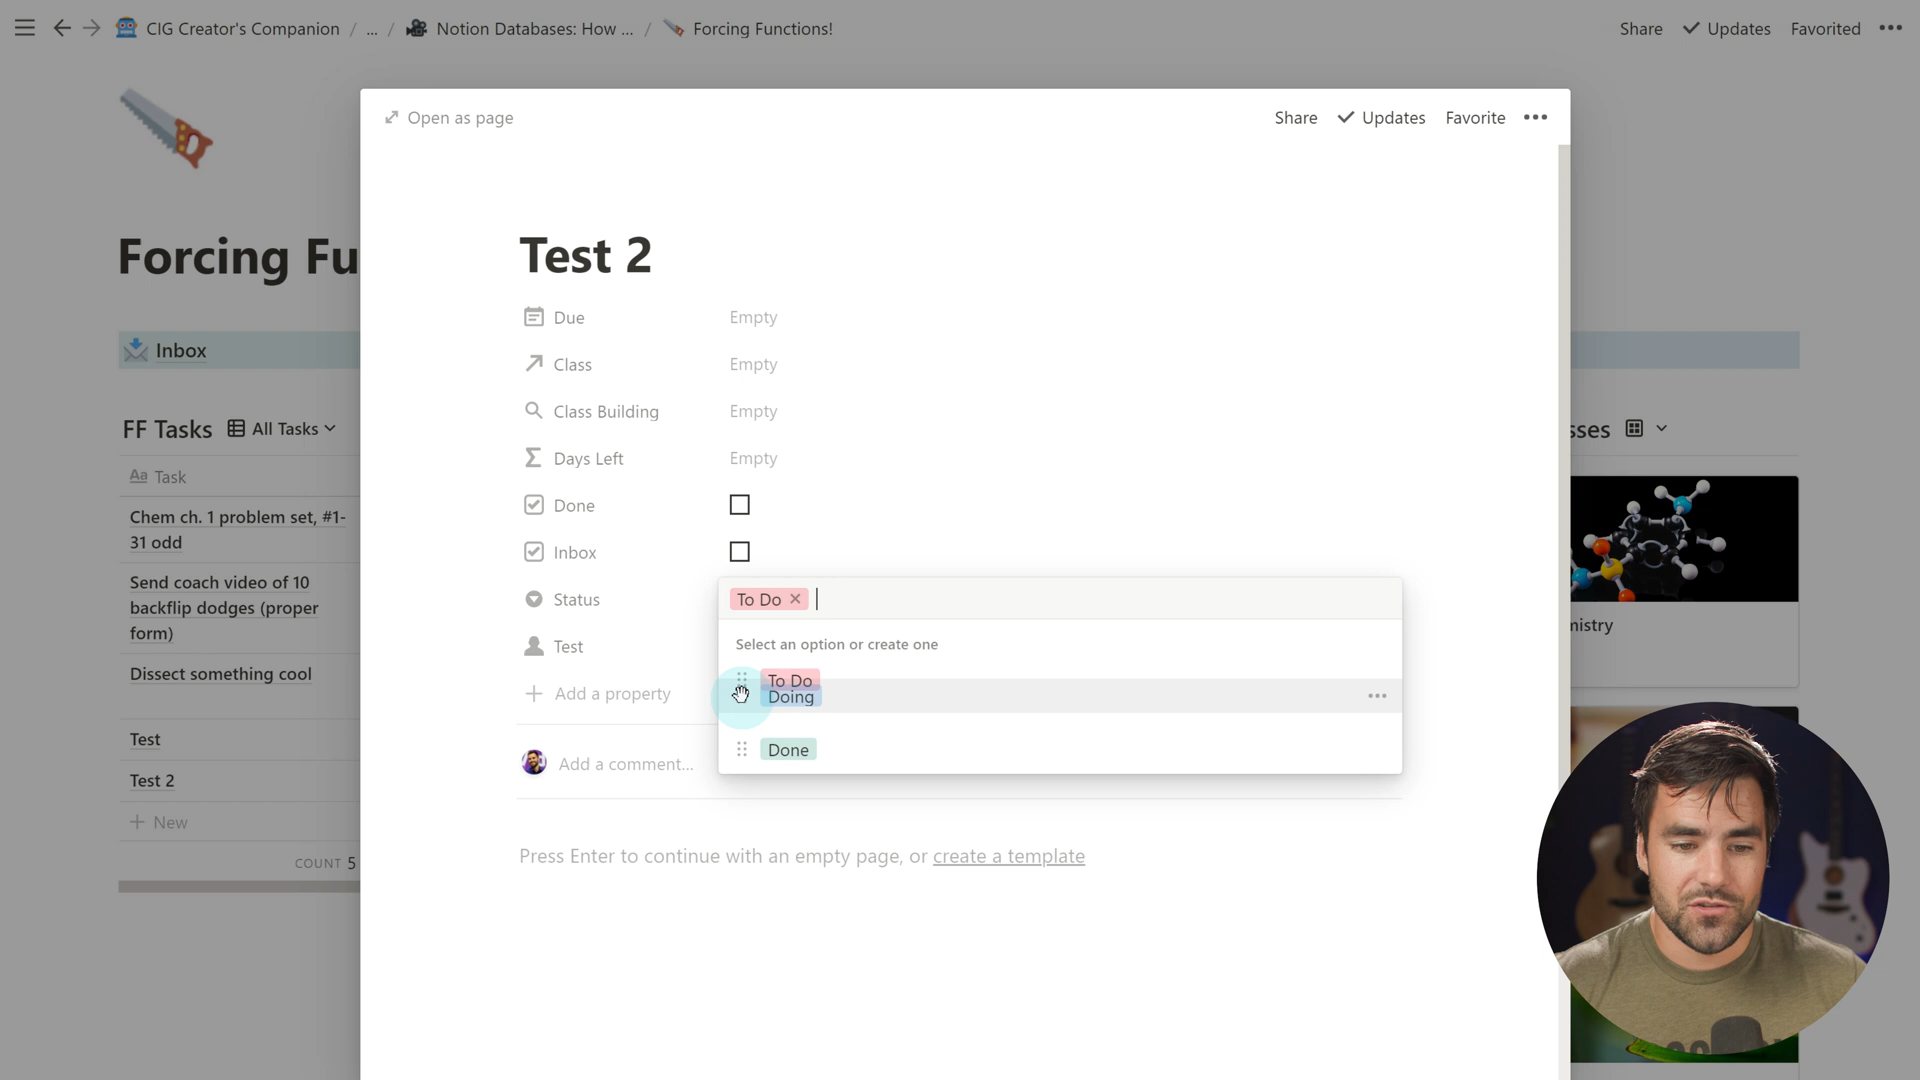 CIG Creator's Companion / ... / Notion Databases: How ... / Forcing Functions!
Share Updates Favorited
Open as page
Share Updates Favorite
Forcing Fu
Test 2
Due Empty
Class Empty
Class Building Empty
Days Left Empty
Done
Inbox
Status To Do
Select an option or create one
Test
To Do
Doing
Done
Add a property
Add a comment...
Press Enter to continue with an empty page, or create a template
Inbox
FF Tasks All Tasks
Aa Task
Chem ch. 1 problem set, #1-
31 odd
Send coach video of 10
backflip dodges (proper
form)
Dissect something cool
Test
Test 2
New
COUNT 5
sses
mistry